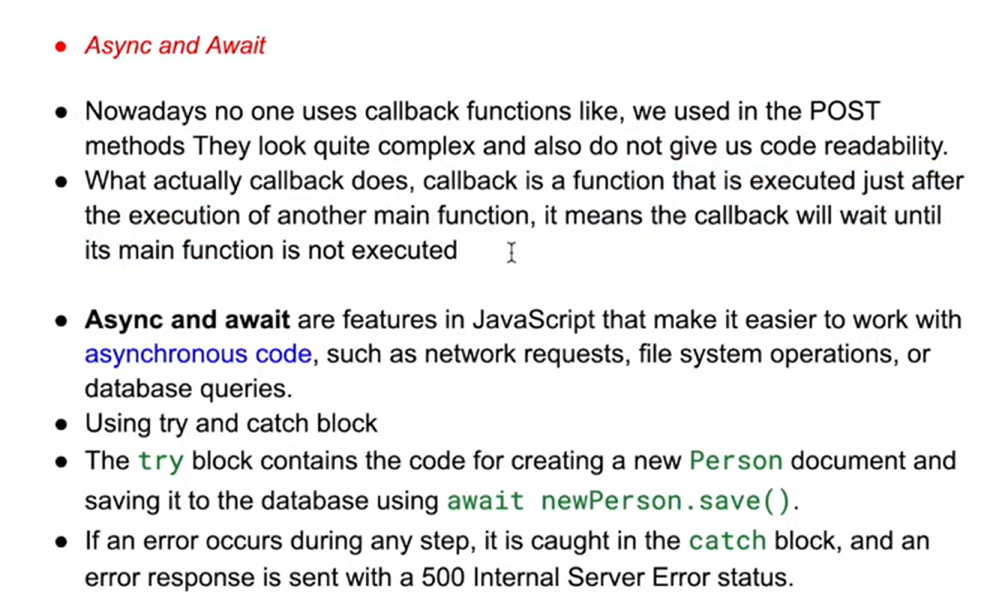 ● Async and Await
● Nowadays no one uses callback functions like, we used in the POST
methods They look quite complex and also do not give us code readability.
● What actually callback does, callback is a function that is executed just after
the execution of another main function, it means the callback will wait until
its main function is not executed
● Async and await are features in JavaScript that make it easier to work with
asynchronous code, such as network requests, file system operations, or
database queries.
● Using try and catch block
● The try block contains the code for creating a new Person document and
saving it to the database using await newPerson.save().
● If an error occurs during any step, it is caught in the catch block, and an
error response is sent with a 500 Internal Server Error status.